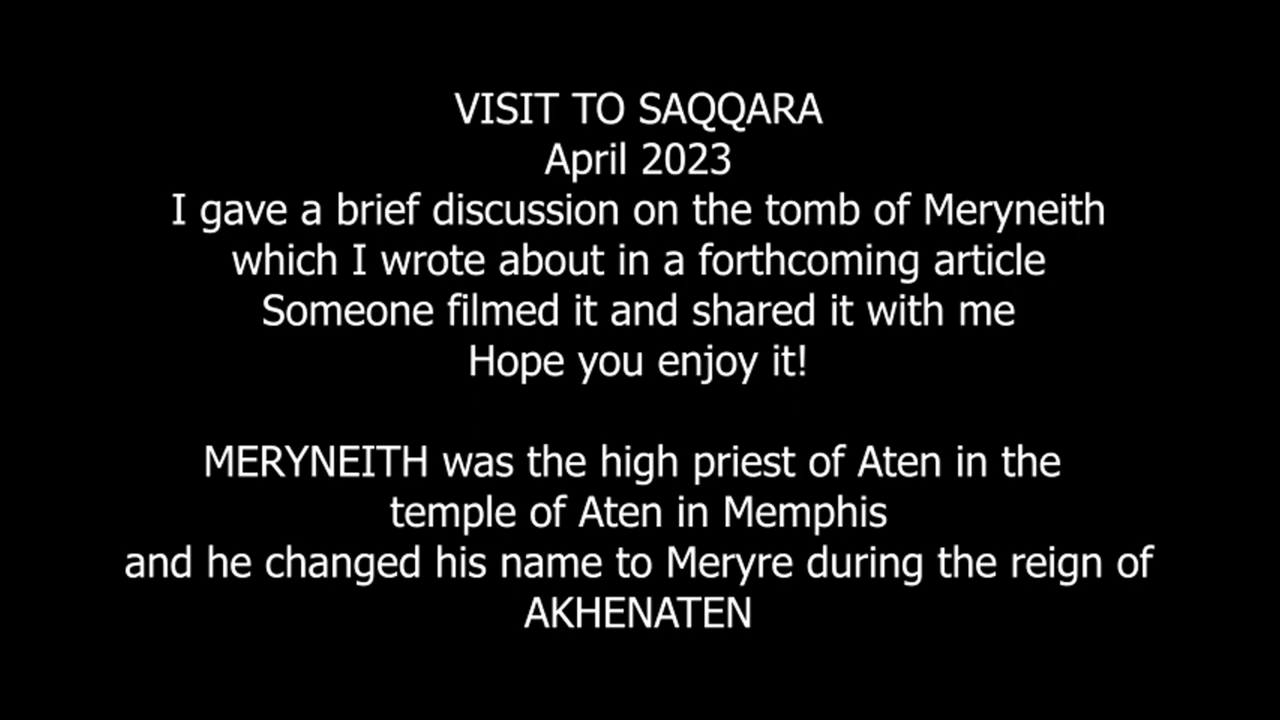 VISIT TO SAQQARA
April 2023
I gave a brief discussion on the tomb of Meryneith
which I wrote about in a forthcoming article
Someone filmed it and shared it with me
Hope you enjoy it!
MERYNEITH was the high priest of Aten in the
temple of Aten in Memphis
and he changed his name to Meryre during the reign of
AKHENATEN